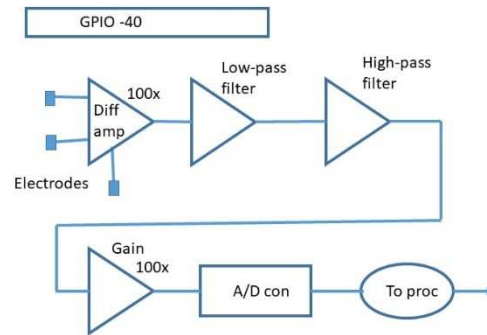 GPIO -40
Low-pass
filter
High-pass
filter
100x
Diff
amp
Electrodes
Gain
100x
A/D con
To proc